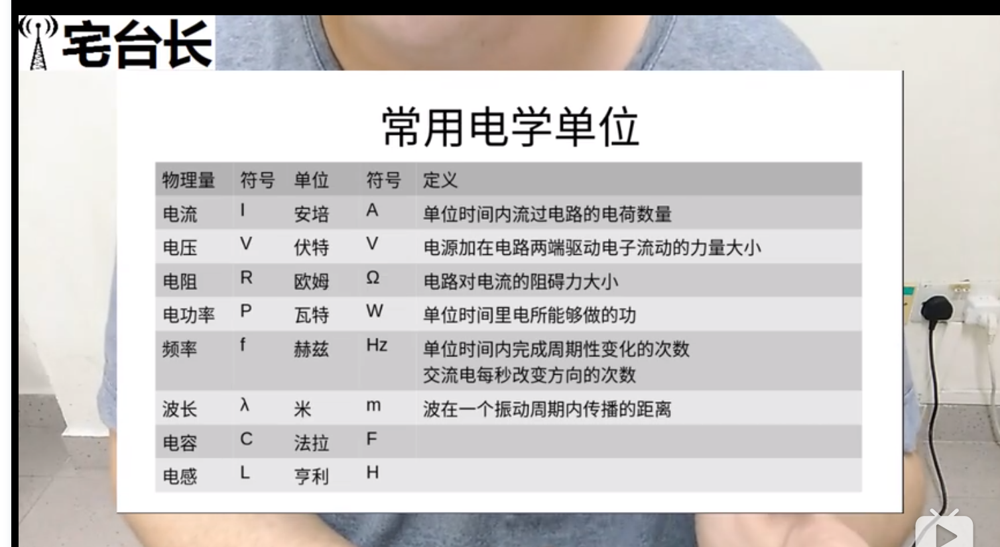 宅台长
常用电学单位
物理量 符号 单位 符号 定义
电流 I 安培 A 单位时间内流过电路的电荷数量
电压 V 伏特 V 电源加在电路两端驱动电子流动的力量大小
电阻 R 欧姆 Ω 电路对电流的阻碍力大小
电功率 P 瓦特 W 单位时间里电所能够做的功
频率 f 赫兹 Hz 单位时间内完成周期性变化的次数
交流电每秒改变方向的次数
波长 λ 米 m 波在一个振动周期内传播的距离
电容 C 法拉 F
电感 L 亨利 H